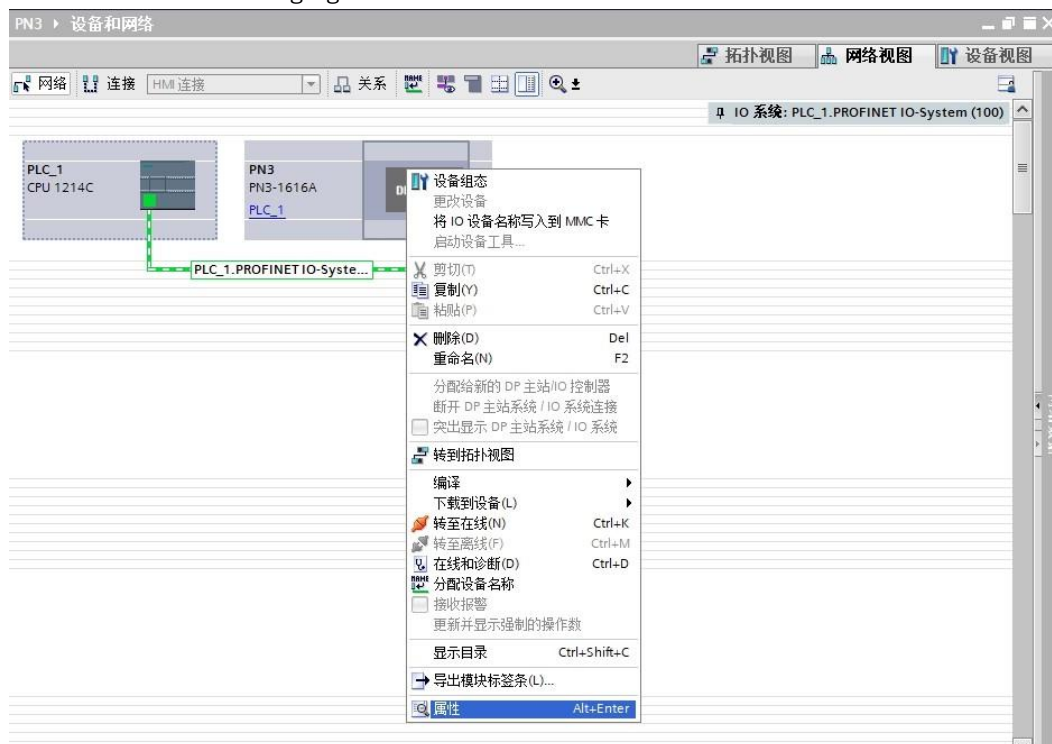 PN3 ▸ 设备和网络
拓扑视图 网络视图 设备视图
网络 连接 HMI 连接 关系
IO 系统: PLC_1.PROFINET IO-System (100)
PLC_1
CPU 1214C
PN3
PN3-1616A
PLC_1
PLC_1.PROFINET IO-Syste...
设备组态
更改设备
将 IO 设备名称写入到 MMC 卡
启动设备工具...
剪切(T) Ctrl+X
复制(Y) Ctrl+C
粘贴(P) Ctrl+V
删除(D) Del
重命名(N) F2
分配给新的 DP 主站/IO 控制器
断开 DP 主站系统 / IO 系统连接
突出显示 DP 主站系统 / IO 系统
转到拓扑视图
编译
下载到设备(L)
转至在线(N) Ctrl+K
转至离线(F) Ctrl+M
在线和诊断(D) Ctrl+D
分配设备名称
接收报警
更新并显示强制的操作数
显示目录 Ctrl+Shift+C
导出模块标签条(L)...
属性 Alt+Enter